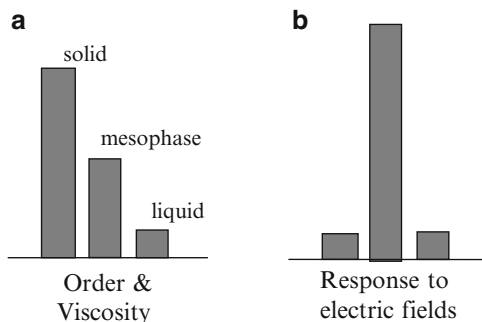 a
solid
mesophase
liquid
Order &
Viscosity
b
Response to
electric fields